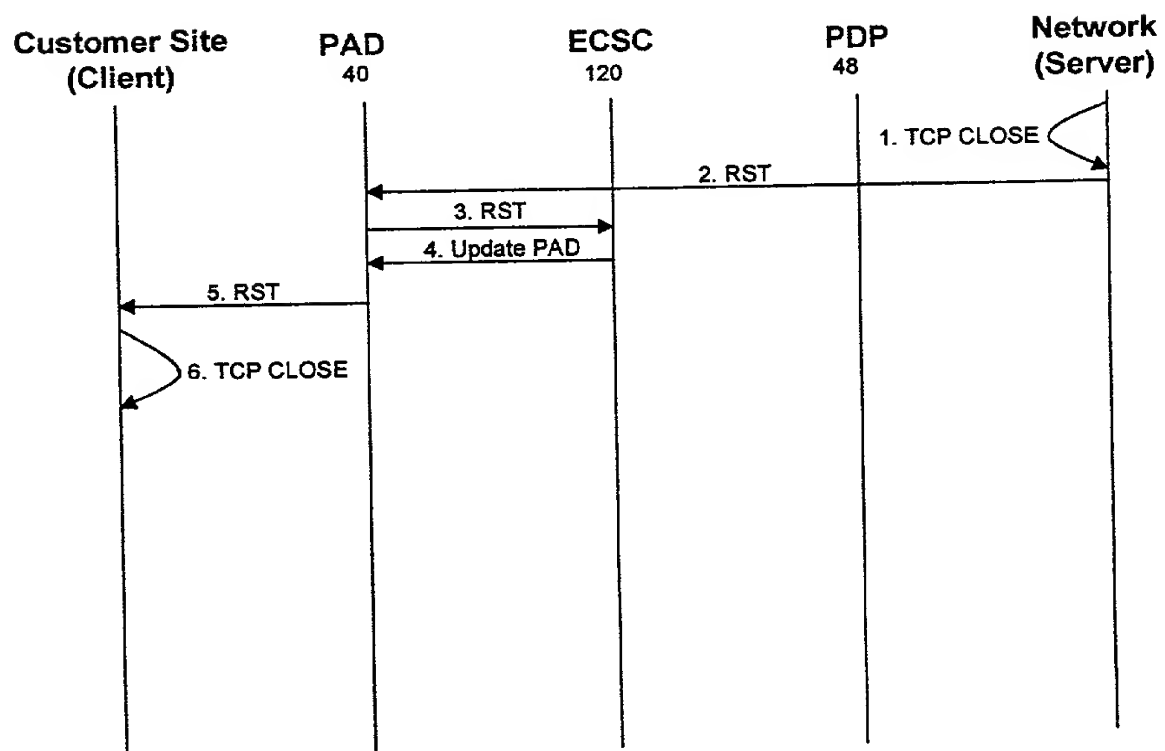 Customer Site
(Client)
PAD
40
ECSC
120
PDP
48
Network
(Server)
1. TCP CLOSE
2. RST
3. RST
4. Update PAD
5. RST
6. TCP CLOSE